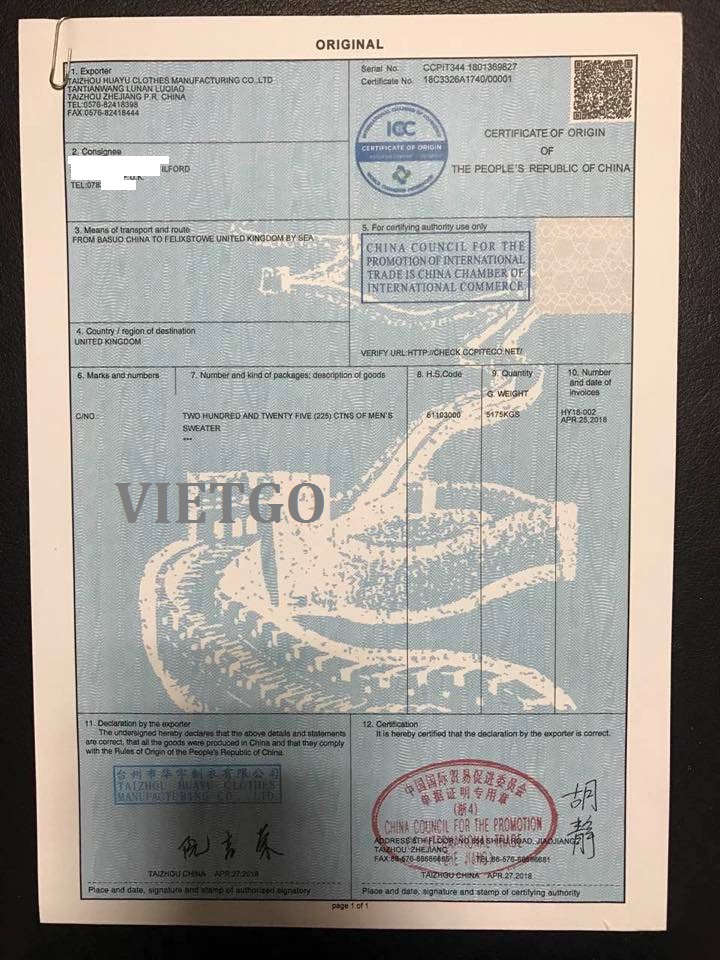 ORIGINAL
1. Exporter
TAIZHOU HUAYU CLOTHES MANUFACTURING CO.,LTD
TANTIANWANG LUNAN LUQIAO
TAIZHOU ZHEJIANG P.R. CHINA
TEL:0576-82418398
FAX:0576-82418444
Serial No. CCPIT344 1801369827
Certificate No. 18C3326A1740/00001
ICC
CERTIFICATE OF ORIGIN
CERTIFICATE OF ORIGIN
OF
THE PEOPLE'S REPUBLIC OF CHINA
2. Consignee
ILFORD
U.K
TEL:078
3. Means of transport and route
FROM BASUO CHINA TO FELIXSTOWE UNITED KINGDOM BY SEA
4. Country / region of destination
UNITED KINGDOM
5. For certifying authority use only
CHINA COUNCIL FOR THE
PROMOTION OF INTERNATIONAL
TRADE IS CHINA CHAMBER OF
INTERNATIONAL COMMERCE
VERIFY URL:HTTP://CHECK.CCPITECO.NET/
6. Marks and numbers
7. Number and kind of packages; description of goods
8. H.S.Code
9. Quantity
G. WEIGHT
10. Number
and date of
invoices
C/NO
TWO HUNDRED AND TWENTY FIVE (225) CTNS OF MEN'S
SWEATER
***
61103000
5175KGS
HY18-002
APR.25,2018
VIETGO
11. Declaration by the exporter
The undersigned hereby declares that the above details and statements
are correct, that all the goods were produced in China and that they comply
with the Rules of Origin of the People's Republic of China.
台州市华宇制衣有限公司
TAIZHOU HUAYU CLOTHES
MANUFACTURING CO., LTD.
TAIZHOU CHINA APR.27,2018
Place and date, signature and stamp of authorized signatory
12. Certification
It is hereby certified that the declaration by the exporter is correct.
中国国际贸易促进委员会
单据证明专用章
(浙4)
CHINA COUNCIL FOR THE PROMOTION
胡静
TAIZHOU ZHEJIANG
TAIZHOU CHINA APR.27,2018
Place and date, signature and stamp of certifying authority
page 1 of 1